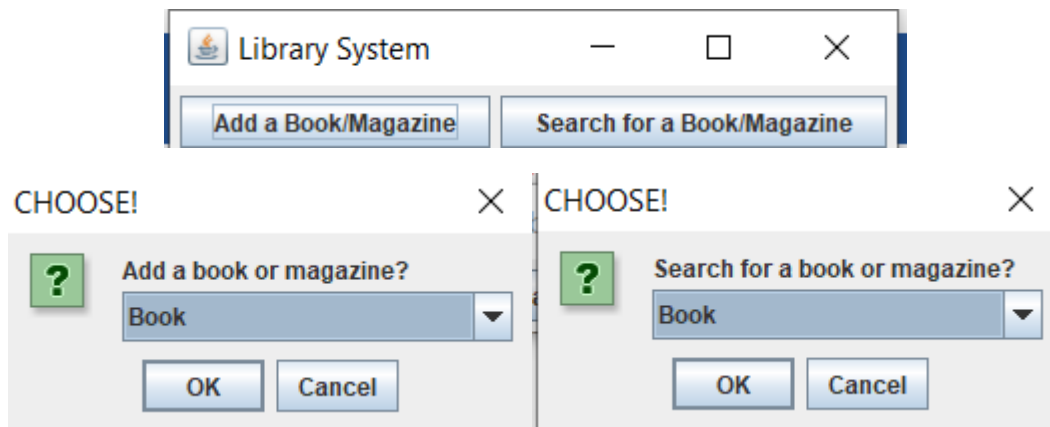 Library System
Add a Book/Magazine Search for a Book/Magazine
CHOOSE!
?
Add a book or magazine?
Book
OK Cancel
CHOOSE!
?
Search for a book or magazine?
Book
OK Cancel